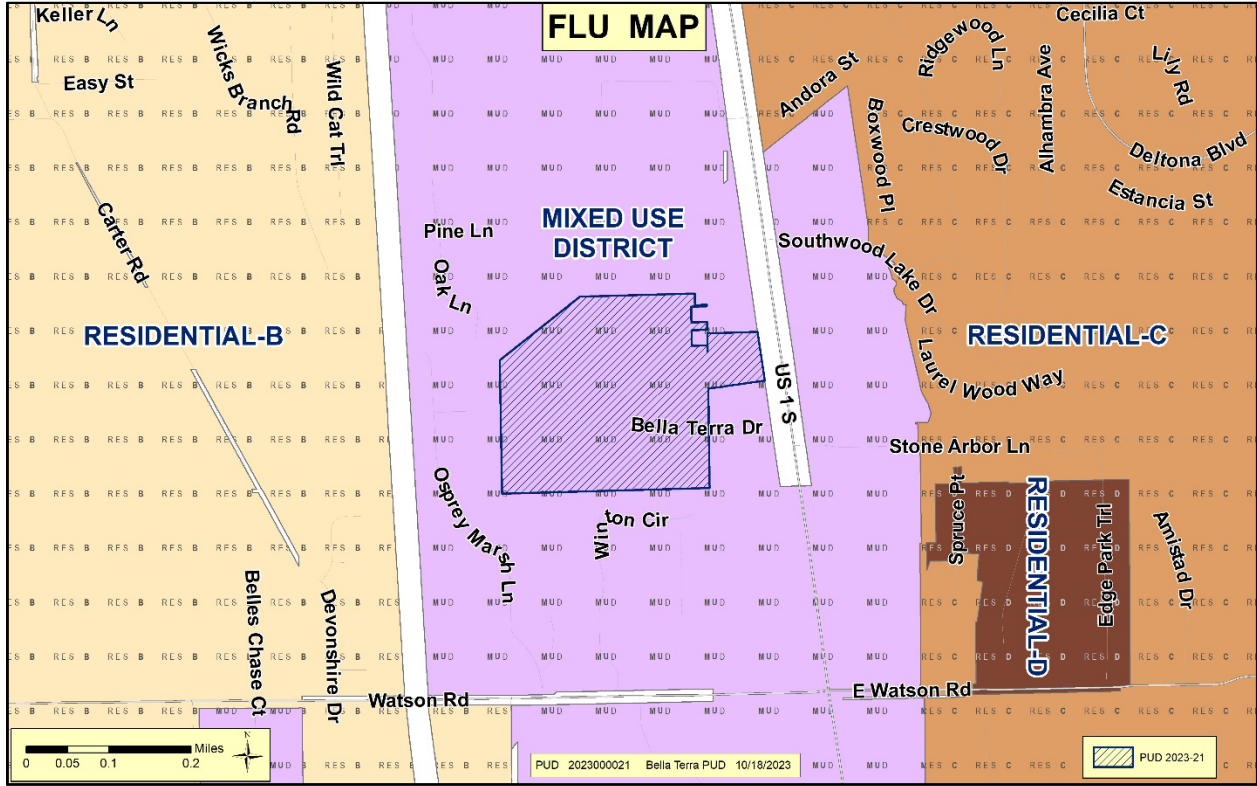 FLU MAP
Keller Ln
Easy St
Wicks Branch Rd
Wild Cat Trl
Carter Rd
Pine Ln
Oak Ln
MIXED USE
DISTRICT
Andora St
Ridgewood Ln
Cecilia Ct
Lily Rd
Alhambra Ave
Boxwood Pl
Crestwood Dr
Deltona Blvd
Estancia St
Southwood Lake Dr
RESIDENTIAL-B
RESIDENTIAL-C
US 1 S
Laurel Wood Way
Bella Terra Dr
Stone Arbor Ln
Osprey Marsh Ln
Winton Cir
Spruce Pt
RESIDENTIAL-D
Edge Park Trl
Amistad Dr
Belles Chase Ct
Devonshire Dr
Watson Rd
E Watson Rd
RES B
MUD
RES C
RES D
Miles
0 0.05 0.1 0.2
N
PUD 2023000021 Bella Terra PUD 10/18/2023
PUD 2023-21